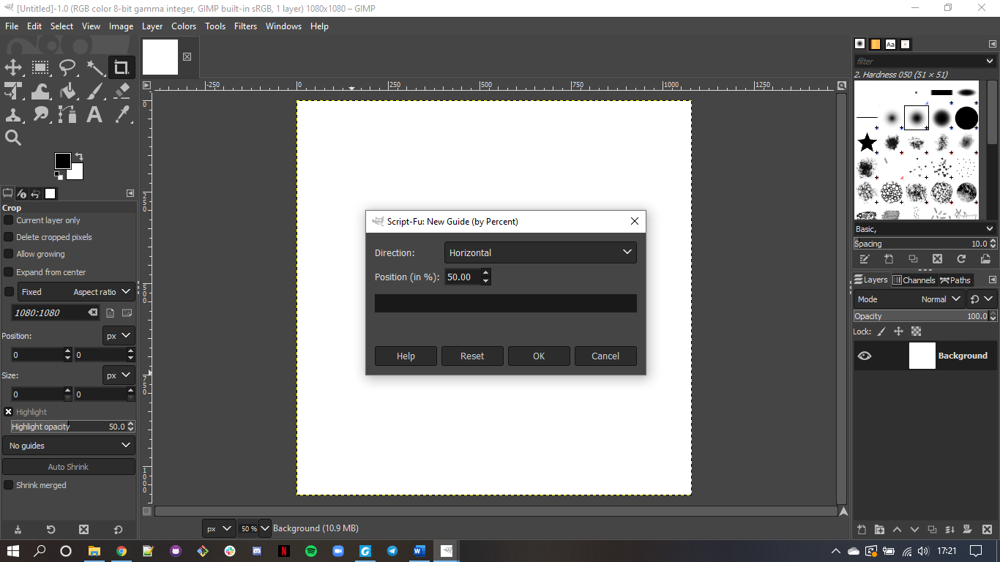 [Untitled]-1.0 (RGB color 8-bit gamma integer, GIMP built-in sRGB, 1 layer) 1080x1080 – GIMP
File Edit Select View Image Layer Colors Tools Filters Windows Help
filter
2. Hardness 050 (51 × 51)
-250 0 250 500 750 1000 1250
0
250
500
750
1000
Crop
Current layer only
Delete cropped pixels
Allow growing
Expand from center
Fixed Aspect ratio
1080:1080
Position: px
0 0
Size: px
0 0
Highlight
Highlight opacity 50.0
No guides
Auto Shrink
Shrink merged
Script-Fu: New Guide (by Percent)
Direction: Horizontal
Position (in %): 50.00
Help Reset OK Cancel
Aa
Basic,
Spacing 10.0
Layers Channels Paths
Mode Normal
Opacity 100.0
Lock:
Background
px 50 % Background (10.9 MB)
N
W
17:21